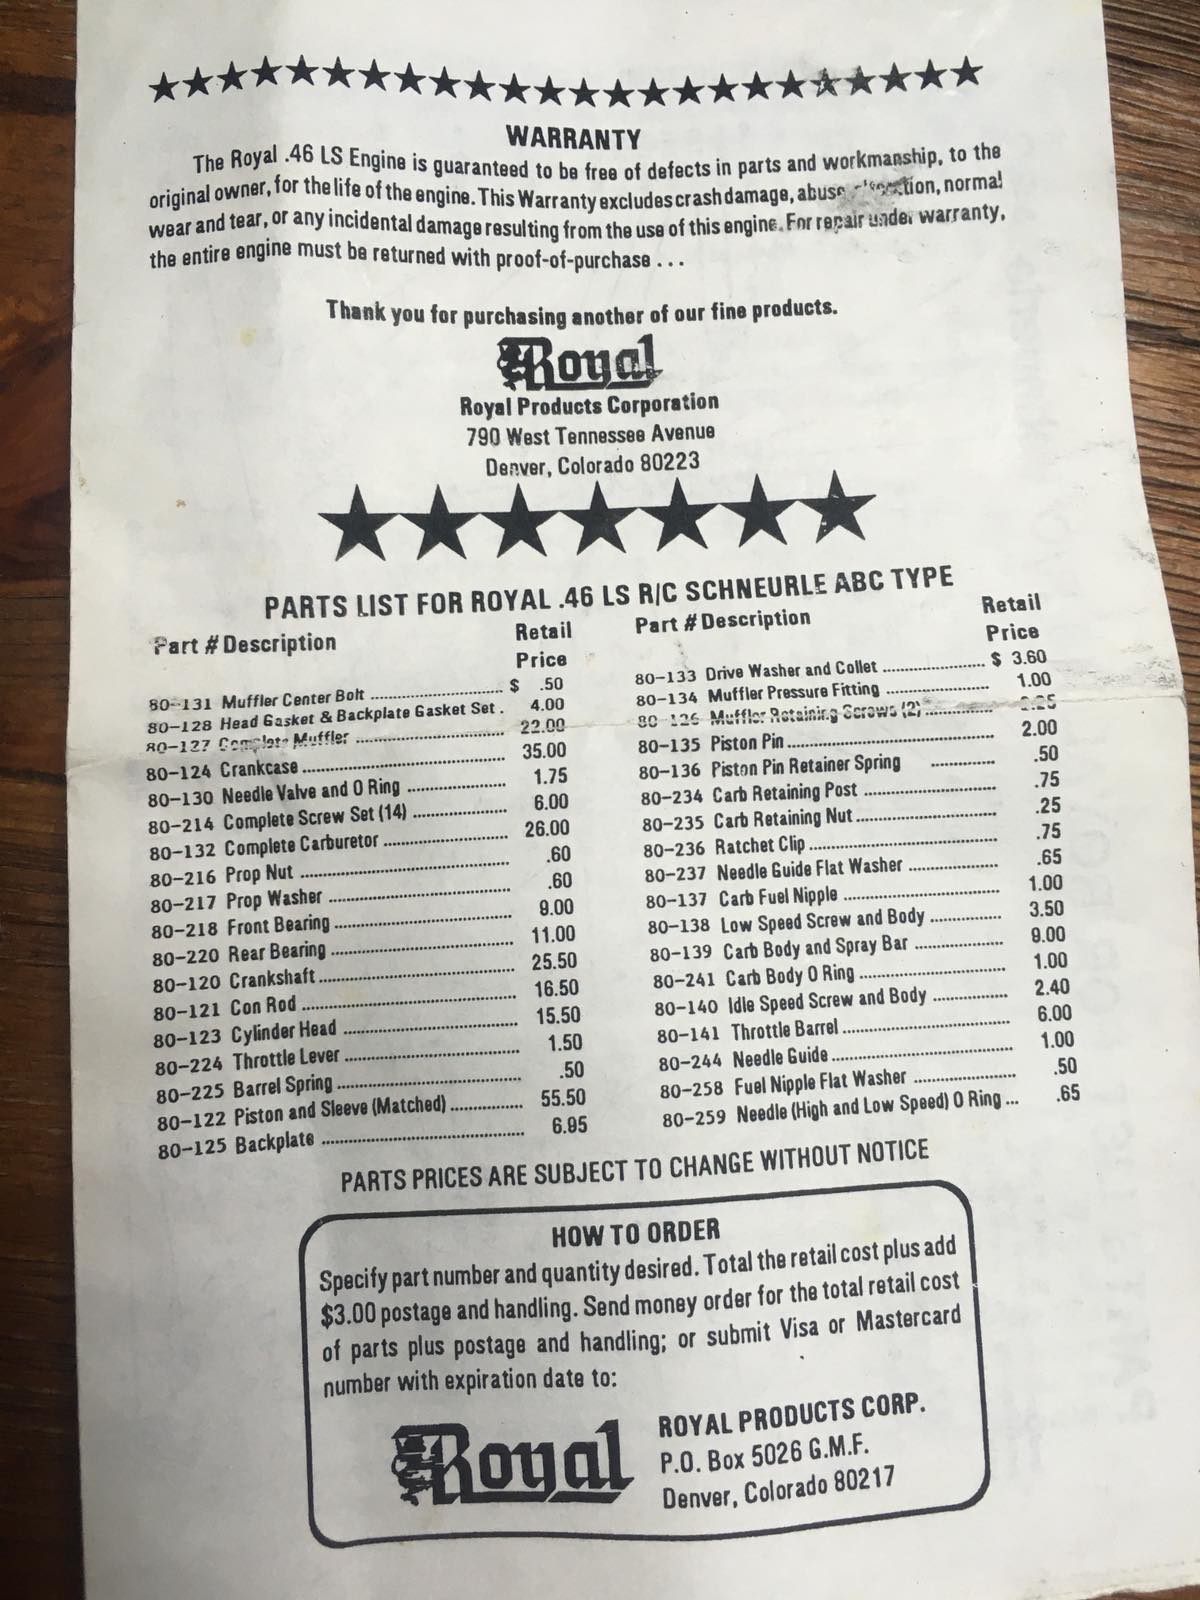 WARRANTY
The Royal .46 LS Engine is guaranteed to be free of defects in parts and workmanship, to the
original owner, for the life of the engine. This Warranty excludes crash damage, abuse, normal
wear and tear, or any incidental damage resulting from the use of this engine. For repair under warranty,
the entire engine must be returned with proof-of-purchase . . .
Thank you for purchasing another of our fine products.
Royal
Royal Products Corporation
790 West Tennessee Avenue
Denver, Colorado 80223
PARTS LIST FOR ROYAL .46 LS R/C SCHNEURLE ABC TYPE
Part # Description Retail Price
80-131 Muffler Center Bolt $ .50
80-128 Head Gasket & Backplate Gasket Set . 4.00
80-127 Complete Muffler 22.00
80-124 Crankcase 35.00
80-130 Needle Valve and O Ring 1.75
80-214 Complete Screw Set (14) 6.00
80-132 Complete Carburetor 26.00
80-216 Prop Nut .60
80-217 Prop Washer .60
80-218 Front Bearing 9.00
80-220 Rear Bearing 11.00
80-120 Crankshaft 25.50
80-121 Con Rod 16.50
80-123 Cylinder Head 15.50
80-224 Throttle Lever 1.50
80-225 Barrel Spring .50
80-122 Piston and Sleeve (Matched) 55.50
80-125 Backplate 6.95
Part # Description Retail Price
80-133 Drive Washer and Collet $ 3.60
80-134 Muffler Pressure Fitting 1.00
80-126 Muffler Retaining Screws (2)
80-135 Piston Pin 2.00
80-136 Piston Pin Retainer Spring .50
80-234 Carb Retaining Post .75
80-235 Carb Retaining Nut .25
80-236 Ratchet Clip .75
80-237 Needle Guide Flat Washer .65
80-137 Carb Fuel Nipple 1.00
80-138 Low Speed Screw and Body 3.50
80-139 Carb Body and Spray Bar 9.00
80-241 Carb Body O Ring 1.00
80-140 Idle Speed Screw and Body 2.40
80-141 Throttle Barrel 6.00
80-244 Needle Guide 1.00
80-258 Fuel Nipple Flat Washer .50
80-259 Needle (High and Low Speed) O Ring ... .65
PARTS PRICES ARE SUBJECT TO CHANGE WITHOUT NOTICE
HOW TO ORDER
Specify part number and quantity desired. Total the retail cost plus add
$3.00 postage and handling. Send money order for the total retail cost
of parts plus postage and handling; or submit Visa or Mastercard
number with expiration date to:
Royal
ROYAL PRODUCTS CORP.
P.O. Box 5026 G.M.F.
Denver, Colorado 80217